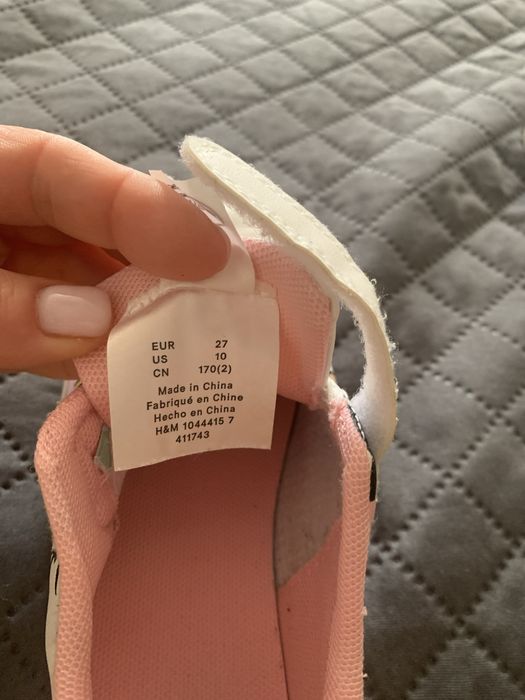 EUR 27
US 10
CN 170(2)
Made in China
Fabriqué en Chine
Hecho en China
H&M 1044415 7
411743